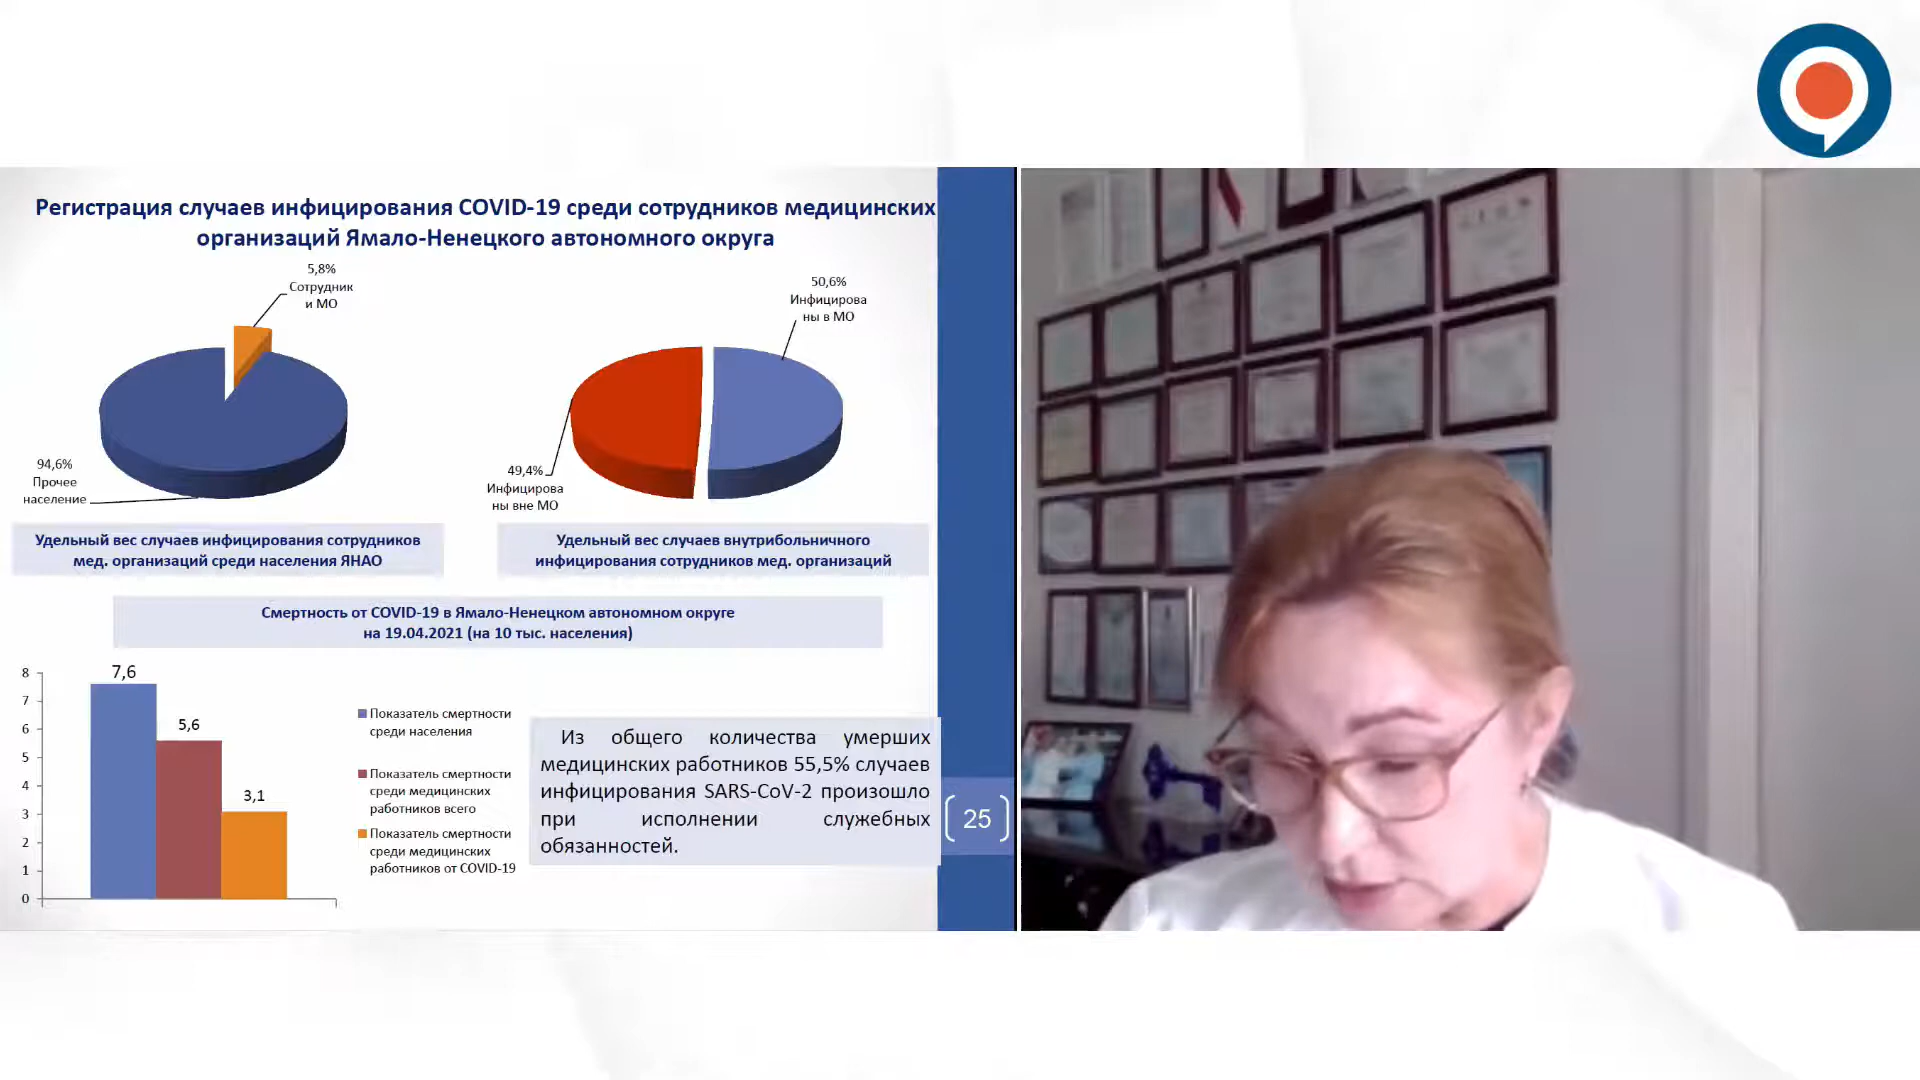 Регистрация случаев инфицирования COVID-19 среди сотрудников медицинских
организаций Ямало-Ненецкого автономного округа
5,8%
Сотрудник
и МО
94,6%
Прочее
население
50,6%
Инфицирова
ны в МО
49,4%
Инфицирова
ны вне МО
Удельный вес случаев инфицирования сотрудников
мед. организаций среди населения ЯНАО
Удельный вес случаев внутрибольничного
инфицирования сотрудников мед. организаций
Смертность от COVID-19 в Ямало-Ненецком автономном округе
на 19.04.2021 (на 10 тыс. населения)
8
7
6
5
4
3
2
1
0
7,6
5,6
3,1
Показатель смертности
среди населения
Показатель смертности
среди медицинских
работников всего
Показатель смертности
среди медицинских
работников от COVID-19
Из общего количества умерших
медицинских работников 55,5% случаев
инфицирования SARS-CoV-2 произошло
при исполнении служебных
обязанностей.
25